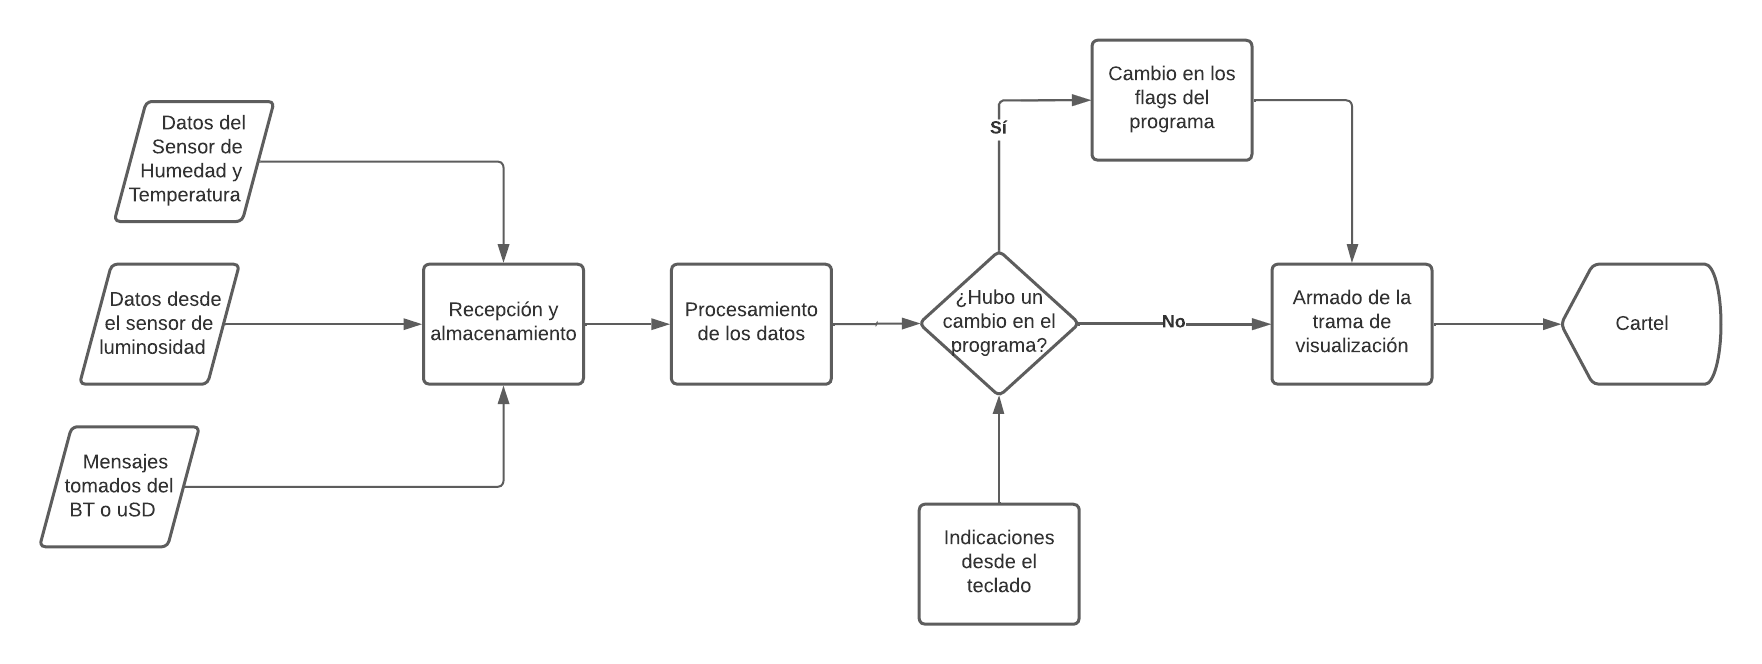 Datos del
Sensor de
Humedad y
Temperatura
Datos desde
el sensor de
luminosidad
Mensajes
tomados del
BT o uSD
Recepción y
almacenamiento
Procesamiento
de los datos
¿Hubo un
cambio en el
programa?
Indicaciones
desde el
teclado
Sí
No
Cambio en los
flags del
programa
Armado de la
trama de
visualización
Cartel